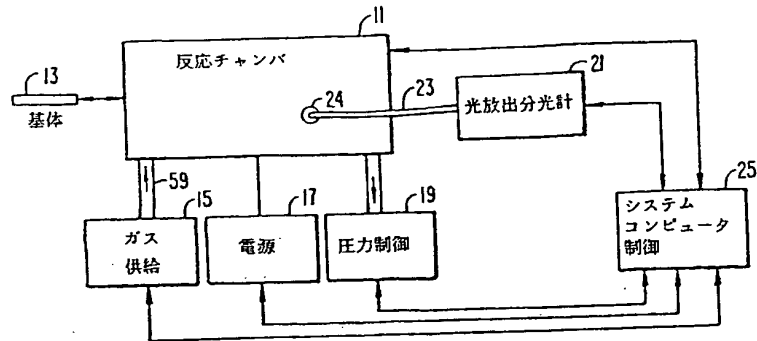 11
反応チャンバ
13
基体
24
23
21
光放出分光計
59
15
ガス
供給
17
電源
19
圧力制御
25
システム
コンピュータ
制御